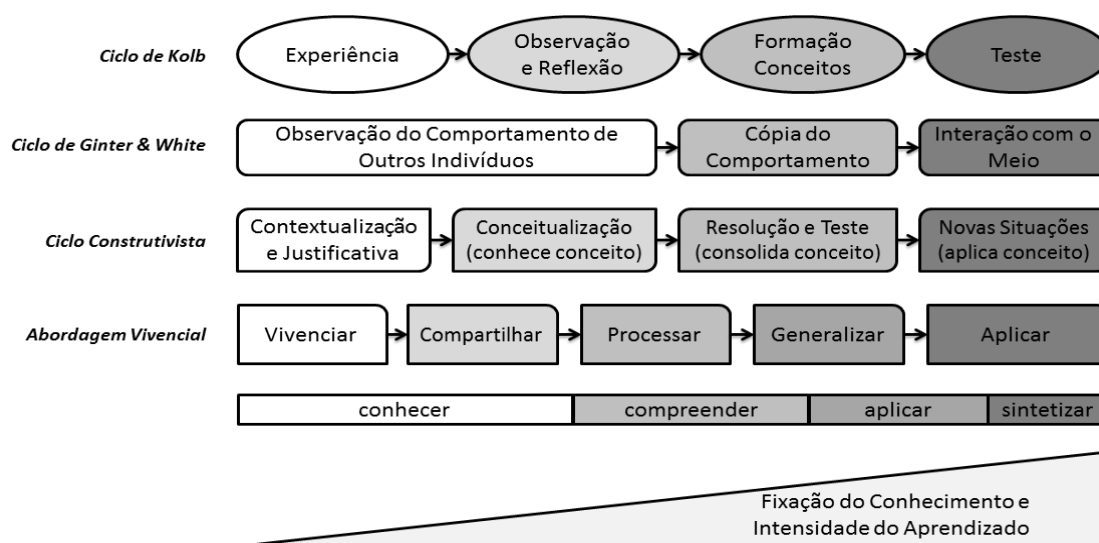 Ciclo de Kolb
Experiência
Observação
e Reflexão
Formação
Conceitos
Teste
Ciclo de Ginter & White
Observação do Comportamento de
Outros Indivíduos
Cópia do
Comportamento
Interação com o
Meio
Ciclo Construtivista
Contextualização
e Justificativa
Conceitualização
(conhece conceito)
Resolução e Teste
(consolida conceito)
Novas Situações
(aplica conceito)
Abordagem Vivencial
Vivenciar
Compartilhar
Processar
Generalizar
Aplicar
conhecer
compreender
aplicar
sintetizar
Fixação do Conhecimento e
Intensidade do Aprendizado